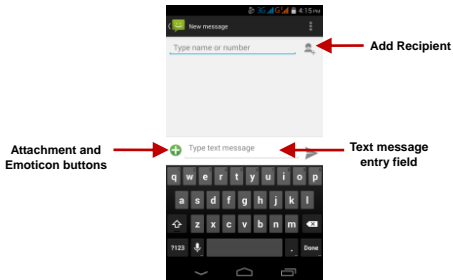 3G G 4:15 PM
New message
Type name or number
Add Recipient
Attachment and
Emoticon buttons
Type text message
Text message
entry field
q w e r t y u i o p
a s d f g h j k l
z x c v b n m
?123 . Done